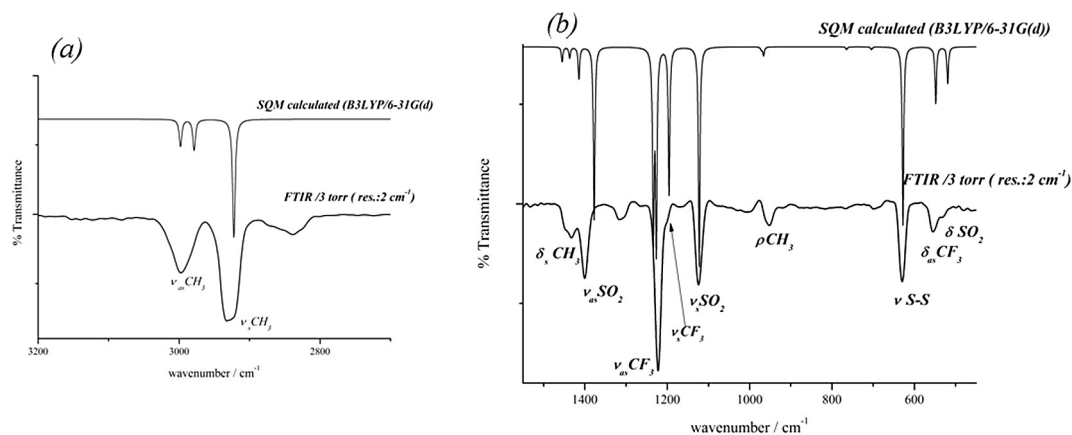 (a)
SQM calculated (B3LYP/6-31G(d)
FTIR /3 torr ( res.:2 cm⁻¹)
% Transmittance
νasCH3
νsCH3
3200
3000
2800
wavenumber / cm⁻¹
(b)
SQM calculated (B3LYP/6-31G(d))
FTIR /3 torr ( res.:2 cm⁻¹)
% Transmittance
δs CH3
νasSO2
νasCF3
νsCF3
νsSO2
ρCH3
ν S-S
δasCF3
δ SO2
1400
1200
1000
800
600
wavenumber / cm⁻¹